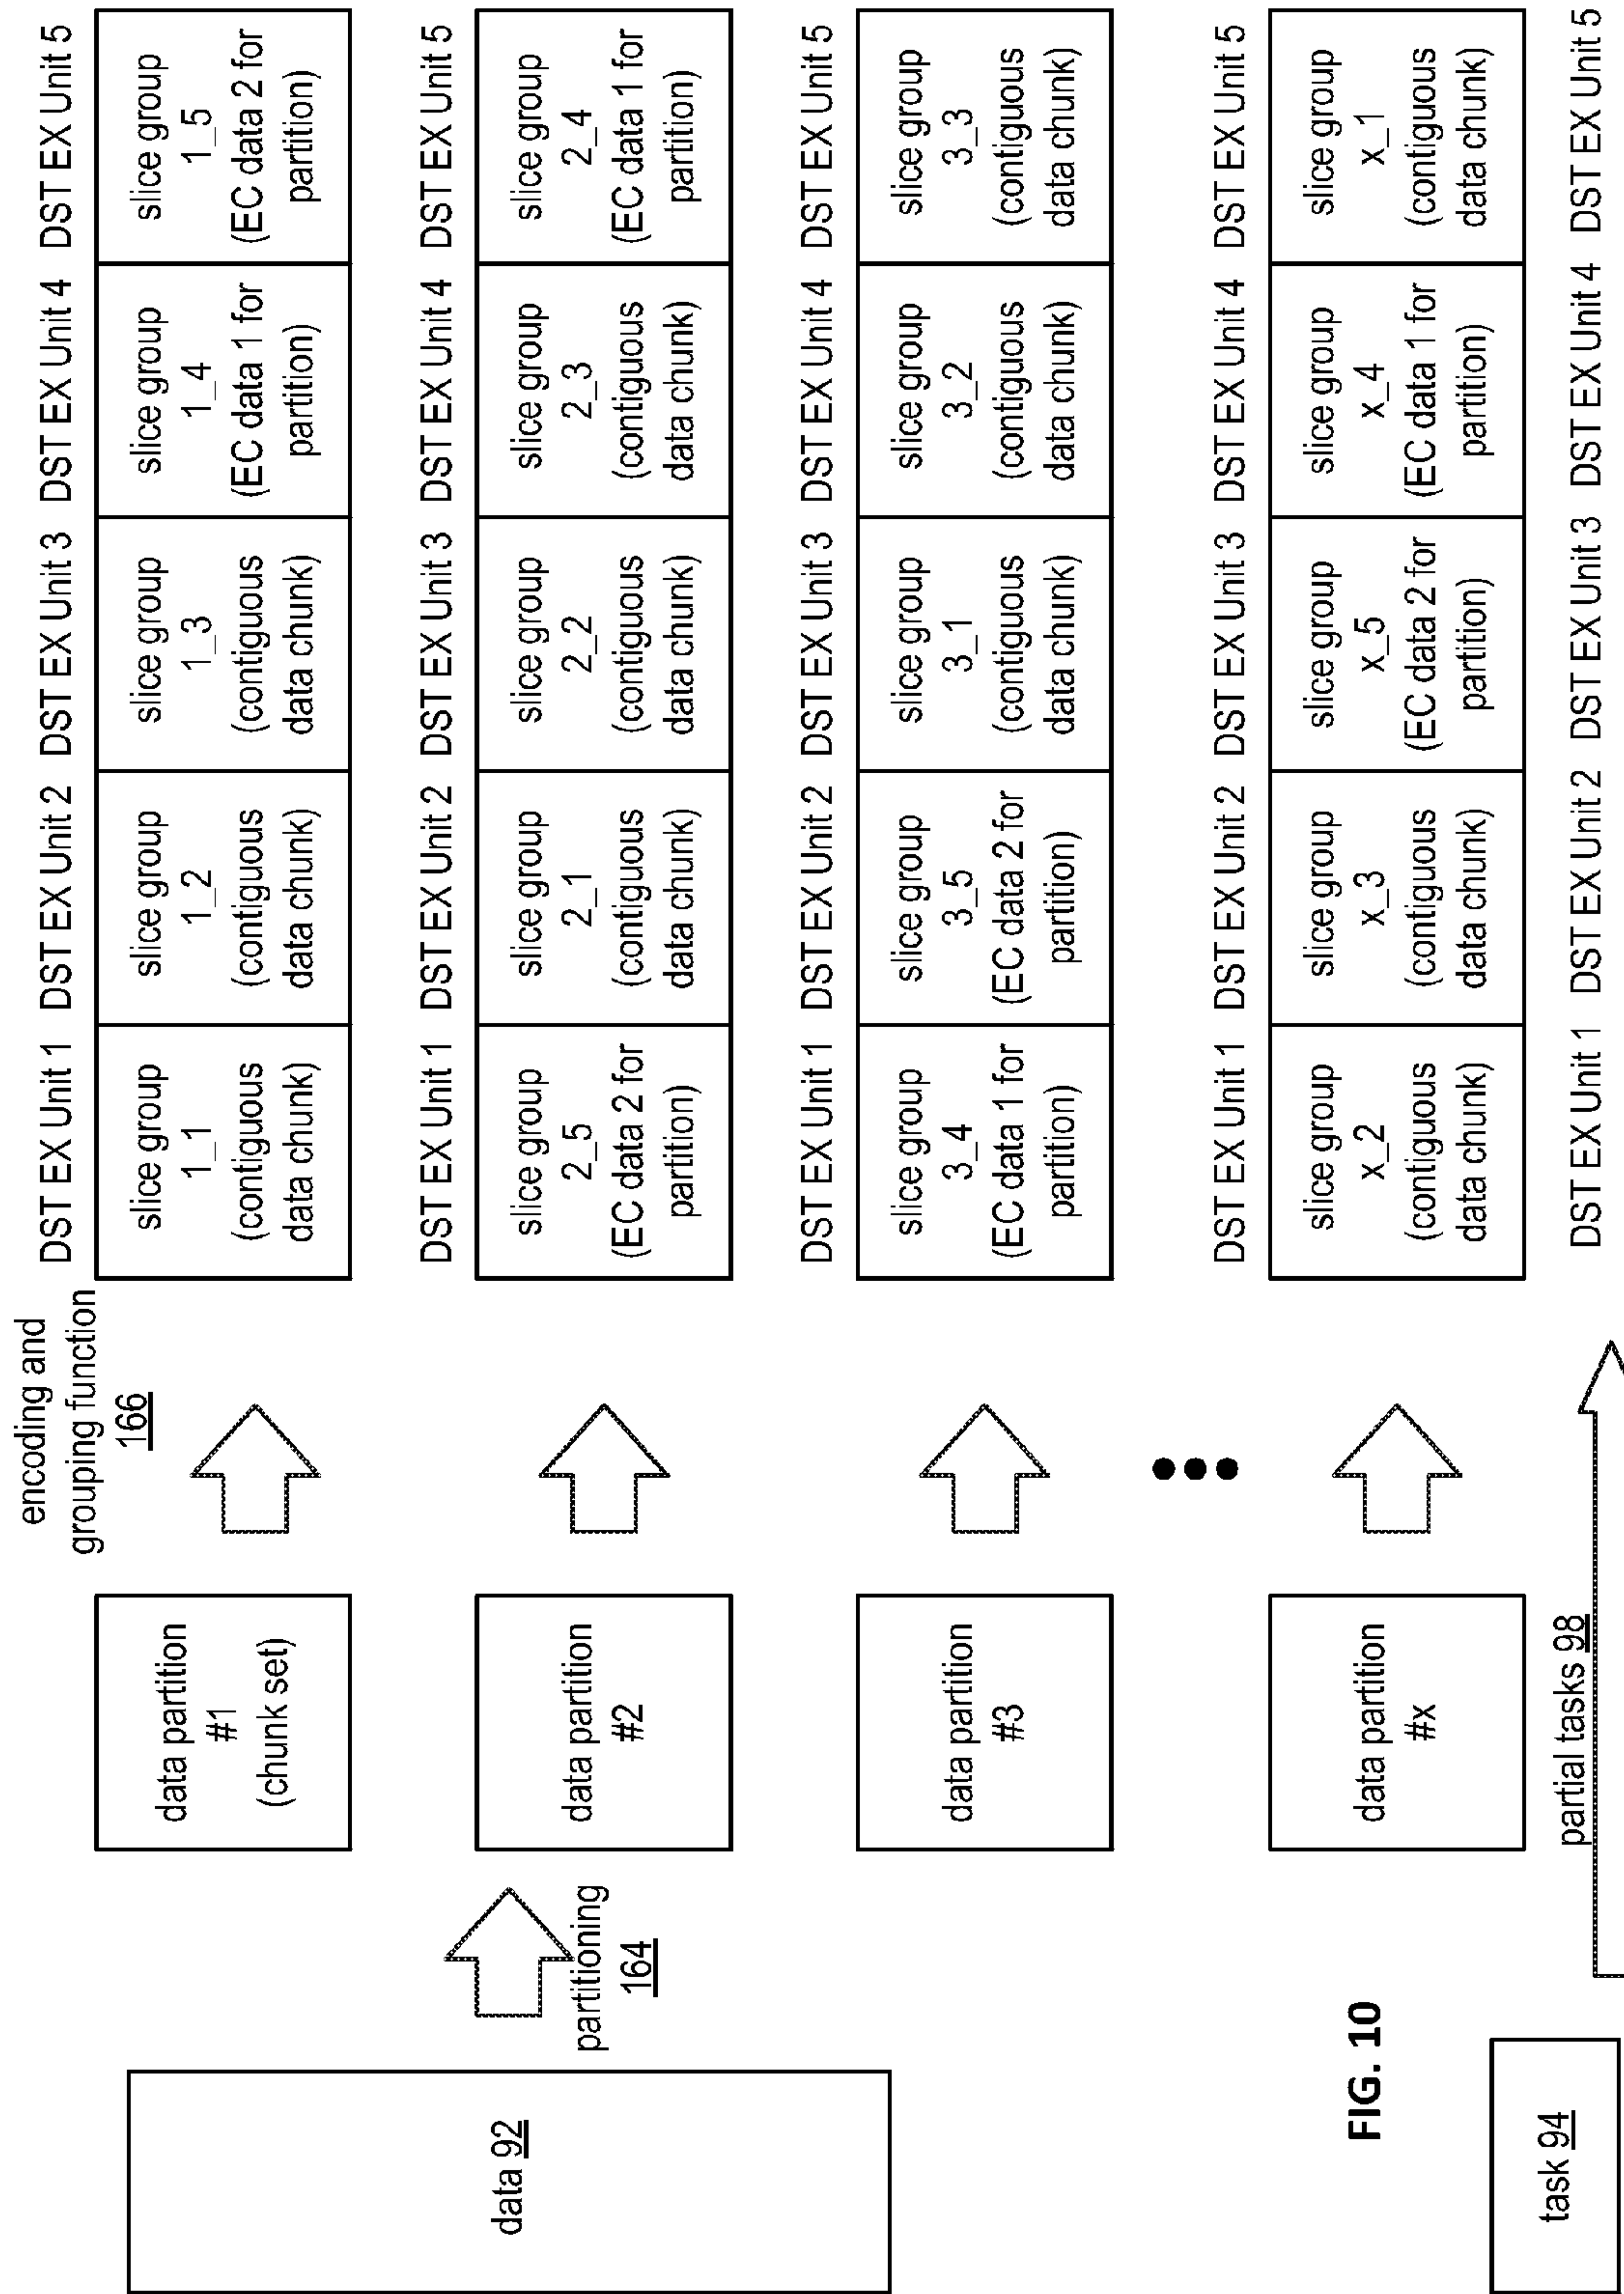 data 92
partitioning
164
data partition
#1
(chunk set)
data partition
#2
data partition
#3
data partition
#x
encoding and
grouping function
166
DST EX Unit 1
DST EX Unit 2
DST EX Unit 3
DST EX Unit 4
DST EX Unit 5
slice group
1_1
(contiguous
data chunk)
slice group
1_2
(contiguous
data chunk)
slice group
1_3
(contiguous
data chunk)
slice group
1_4
(EC data 1 for
partition)
slice group
1_5
(EC data 2 for
partition)
DST EX Unit 1
DST EX Unit 2
DST EX Unit 3
DST EX Unit 4
DST EX Unit 5
slice group
2_5
(EC data 2 for
partition)
slice group
2_1
(contiguous
data chunk)
slice group
2_2
(contiguous
data chunk)
slice group
2_3
(contiguous
data chunk)
slice group
2_4
(EC data 1 for
partition)
DST EX Unit 1
DST EX Unit 2
DST EX Unit 3
DST EX Unit 4
DST EX Unit 5
slice group
3_4
(EC data 1 for
partition)
slice group
3_5
(EC data 2 for
partition)
slice group
3_1
(contiguous
data chunk)
slice group
3_2
(contiguous
data chunk)
slice group
3_3
(contiguous
data chunk)
DST EX Unit 1
DST EX Unit 2
DST EX Unit 3
DST EX Unit 4
DST EX Unit 5
slice group
x_2
(contiguous
data chunk)
slice group
x_3
(contiguous
data chunk)
slice group
x_5
(EC data 2 for
partition)
slice group
x_4
(EC data 1 for
partition)
slice group
x_1
(contiguous
data chunk)
FIG. 10
task 94
partial tasks 98
DST EX Unit 1
DST EX Unit 2
DST EX Unit 3
DST EX Unit 4
DST EX Unit 5